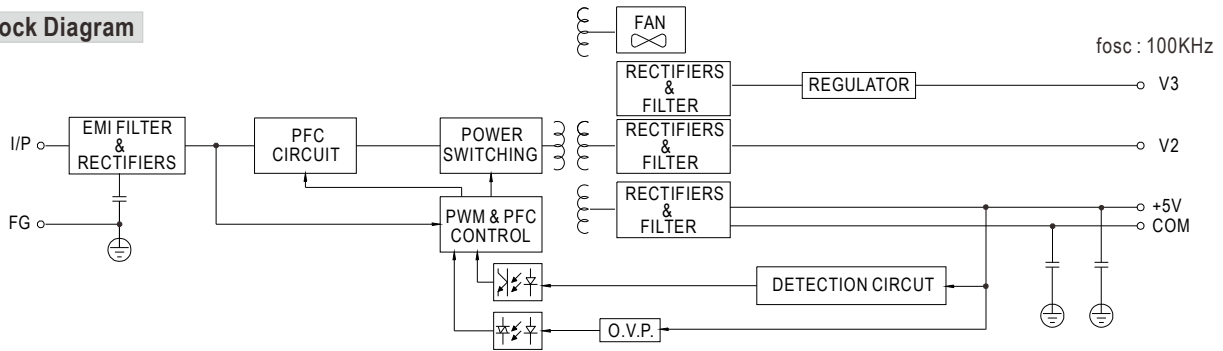 ock Diagram
fosc : 100KHz
FAN
RECTIFIERS
&
FILTER
REGULATOR
V3
I/P
EMI FILTER
&
RECTIFIERS
PFC
CIRCUIT
POWER
SWITCHING
RECTIFIERS
&
FILTER
V2
FG
PWM & PFC
CONTROL
RECTIFIERS
&
FILTER
+5V
COM
DETECTION CIRCUT
O.V.P.